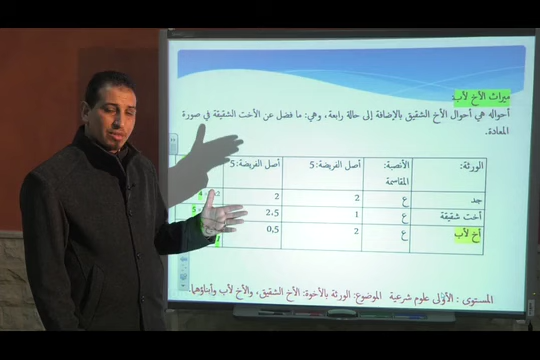 ميراث الأخ لأب:
أحواله هي أحوال الأخ الشقيق بالإضافة إلى حالة رابعة، وهي: ما فضل عن الأخت الشقيقة في صورة
المعادة.
الورثة: الأنصبة: المقاسمة أصل الفريضة: 5 أصل الفريضة: 5
جد ع 2 2 4
أخت شقيقة ع 1 2.5 5
أخ لأب ع 2 0,5
المستوى : الأولى علوم شرعية الموضوع: الورثة بالأخوة: الأخ الشقيق، والأخ لأب وأبناؤهما.